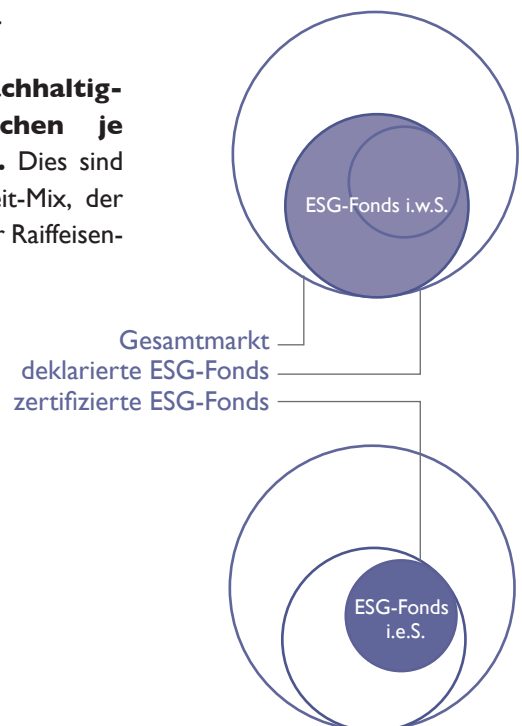 chhaltig-
chen je
. Dies sind
eit-Mix, der
r Raiffeisen-
ESG-Fonds i.w.S.
Gesamtmarkt
deklarierte ESG-Fonds
zertifizierte ESG-Fonds
ESG-Fonds
i.e.S.